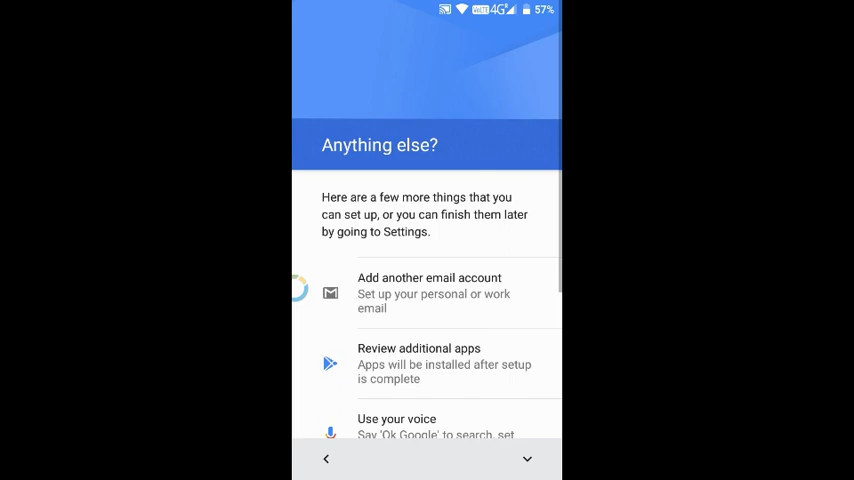 VoLTE 4G R 57%
Anything else?
Here are a few more things that you
can set up, or you can finish them later
by going to Settings.
Add another email account
Set up your personal or work
email
Review additional apps
Apps will be installed after setup
is complete
Use your voice
Say 'Ok Google' to search, set